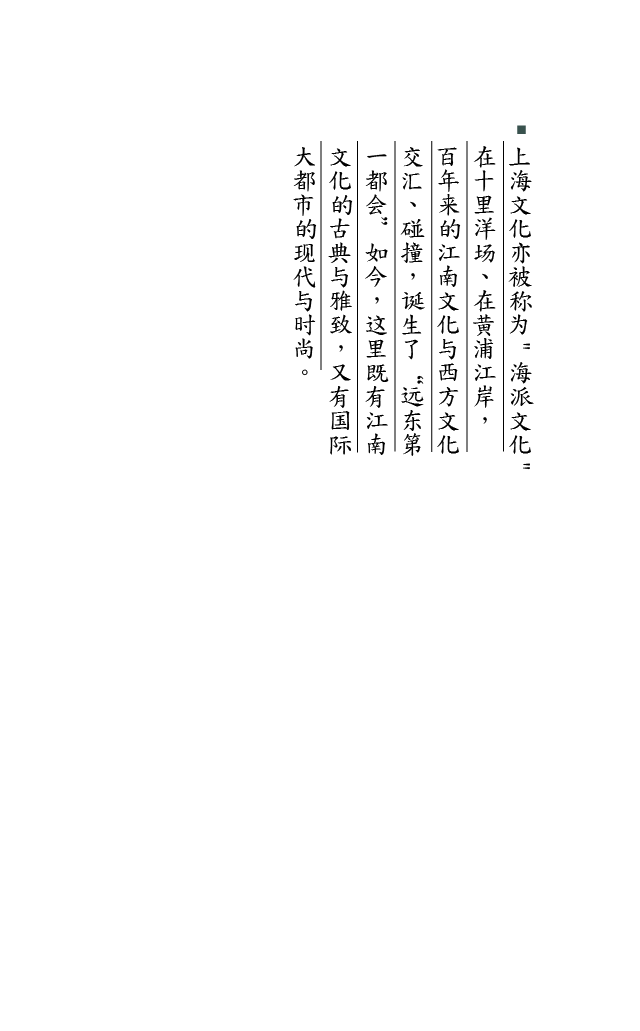 上海文化亦被称为"海派文化"
在十里洋场、在黄浦江岸，
百年来的江南文化与西方文化
交汇、碰撞，诞生了“远东第
一都会”。如今，这里既有江南
文化的古典与雅致，又有国际
大都市的现代与时尚。